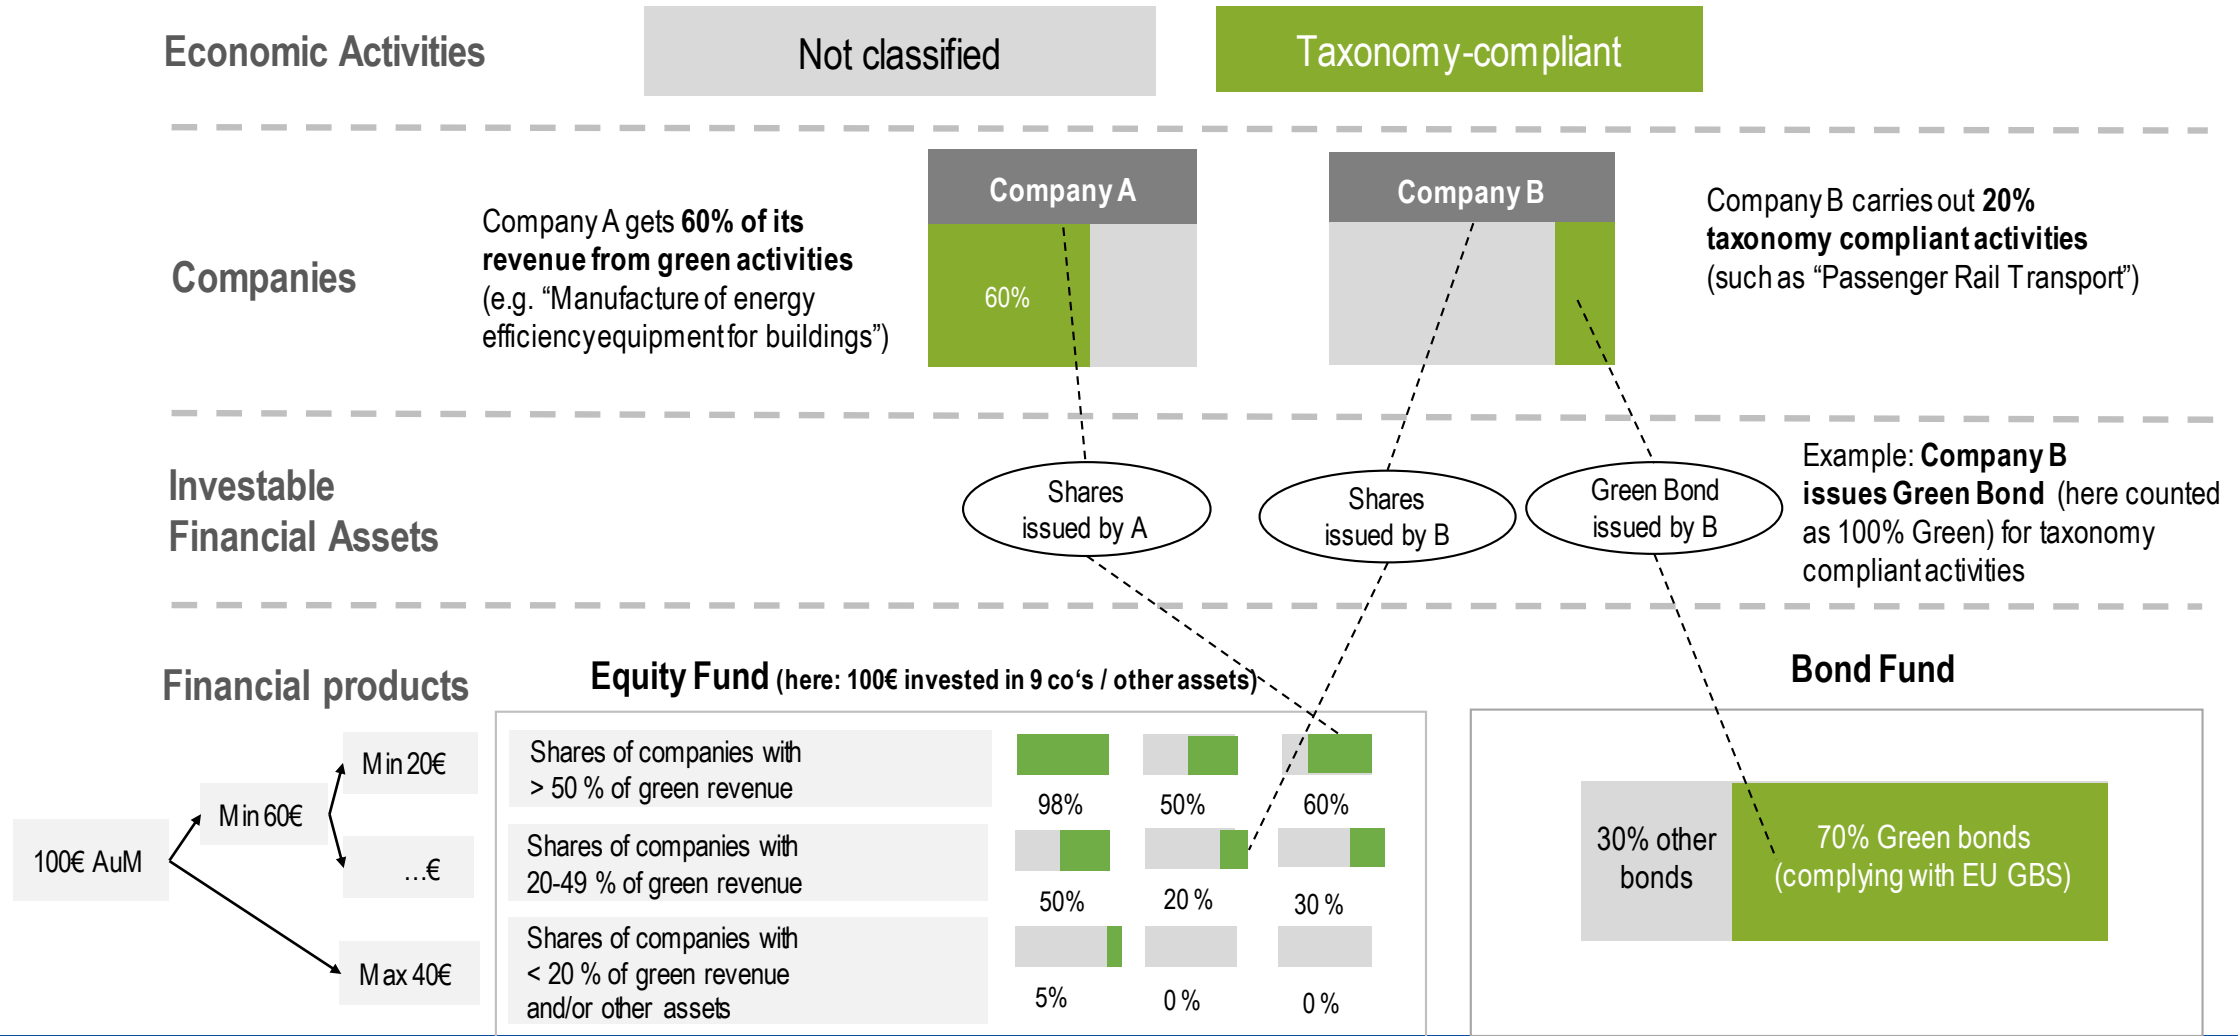 Economic Activities
Not classified
Taxonomy-compliant
Companies
Company A gets 60% of its
revenue from green activities
(e.g. “Manufacture of energy
efficiency equipment for buildings”)
Company A
60%
Company B
Company B carries out 20%
taxonomy compliant activities
(such as “Passenger Rail Transport”)
Investable
Financial Assets
Shares
issued by A
Shares
issued by B
Green Bond
issued by B
Example: Company B
issues Green Bond (here counted
as 100% Green) for taxonomy
compliant activities
Financial products
Equity Fund (here: 100€ invested in 9 co‘s / other assets)
Bond Fund
100€ AuM
Min 60€
Min 20€
...€
Max 40€
Shares of companies with
> 50 % of green revenue
98%
50%
60%
Shares of companies with
20-49 % of green revenue
50%
20 %
30 %
Shares of companies with
< 20 % of green revenue
and/or other assets
5%
0 %
0 %
30% other
bonds
70% Green bonds
(complying with EU GBS)